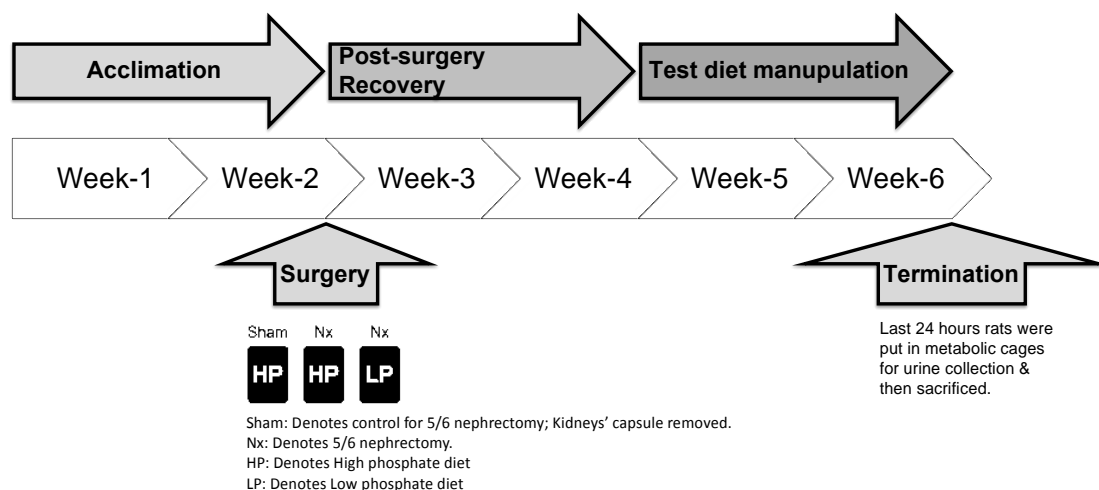 Acclimation
Post-surgery
Recovery
Test diet manupulation
Week-1
Week-2
Week-3
Week-4
Week-5
Week-6
Surgery
Termination
Sham
Nx
Nx
HP
HP
LP
Last 24 hours rats were
put in metabolic cages
for urine collection &
then sacrificed.
Sham: Denotes control for 5/6 nephrectomy; Kidneys' capsule removed.
Nx: Denotes 5/6 nephrectomy.
HP: Denotes High phosphate diet
LP: Denotes Low phosphate diet